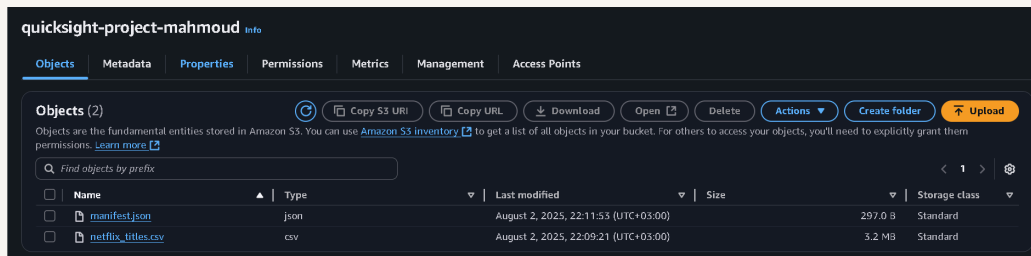 quicksight-project-mahmoud Info
Objects Metadata Properties Permissions Metrics Management Access Points
Objects (2) Copy S3 URI Copy URL Download Open Delete Actions Create folder Upload
Objects are the fundamental entities stored in Amazon S3. You can use Amazon S3 inventory to get a list of all objects in your bucket. For others to access your objects, you'll need to explicitly grant them
permissions. Learn more
Find objects by prefix 1
Name Type Last modified Size Storage class
manifest.json json August 2, 2025, 22:11:53 (UTC+03:00) 297.0 B Standard
netflix_titles.csv csv August 2, 2025, 22:09:21 (UTC+03:00) 3.2 MB Standard